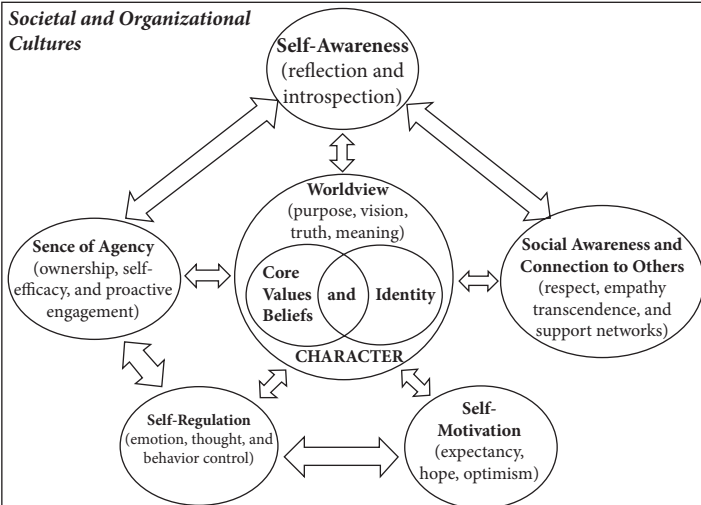 Societal and Organizational
Cultures
Self-Awareness
(reflection and
introspection)
Worldview
(purpose, vision,
truth, meaning)
Core
Values and Identity
Beliefs
CHARACTER
Sence of Agency
(ownership, self-
efficacy, and proactive
engagement)
Social Awareness and
Connection to Others
(respect, empathy
transcendence, and
support networks)
Self-Regulation
(emotion, thought, and
behavior control)
Self-
Motivation
(expectancy,
hope, optimism)